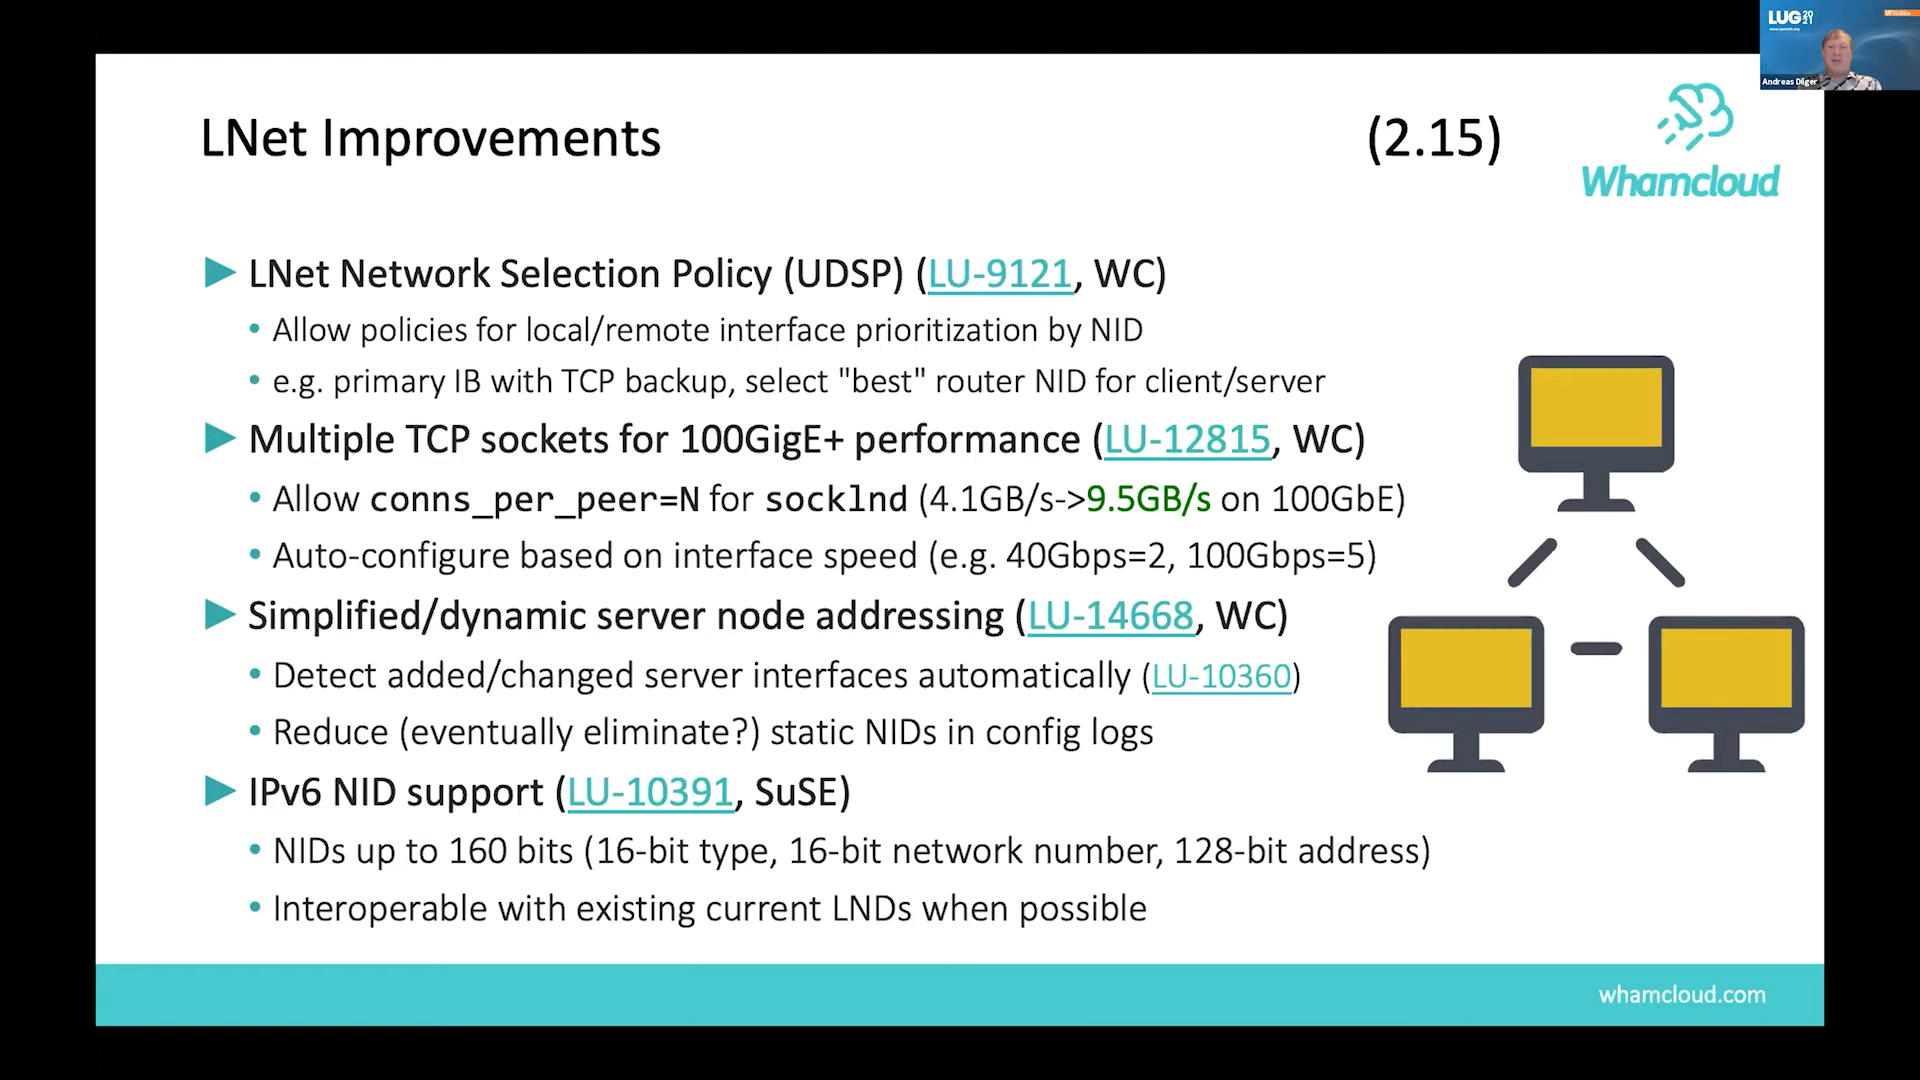 LUG 20 21
Andreas Dilger
LNet Improvements (2.15)
Whamcloud
▶ LNet Network Selection Policy (UDSP) (LU-9121, WC)
• Allow policies for local/remote interface prioritization by NID
• e.g. primary IB with TCP backup, select "best" router NID for client/server
▶ Multiple TCP sockets for 100GigE+ performance (LU-12815, WC)
• Allow conns_per_peer=N for socklnd (4.1GB/s->9.5GB/s on 100GbE)
• Auto-configure based on interface speed (e.g. 40Gbps=2, 100Gbps=5)
▶ Simplified/dynamic server node addressing (LU-14668, WC)
• Detect added/changed server interfaces automatically (LU-10360)
• Reduce (eventually eliminate?) static NIDs in config logs
▶ IPv6 NID support (LU-10391, SuSE)
• NIDs up to 160 bits (16-bit type, 16-bit network number, 128-bit address)
• Interoperable with existing current LNDs when possible
whamcloud.com